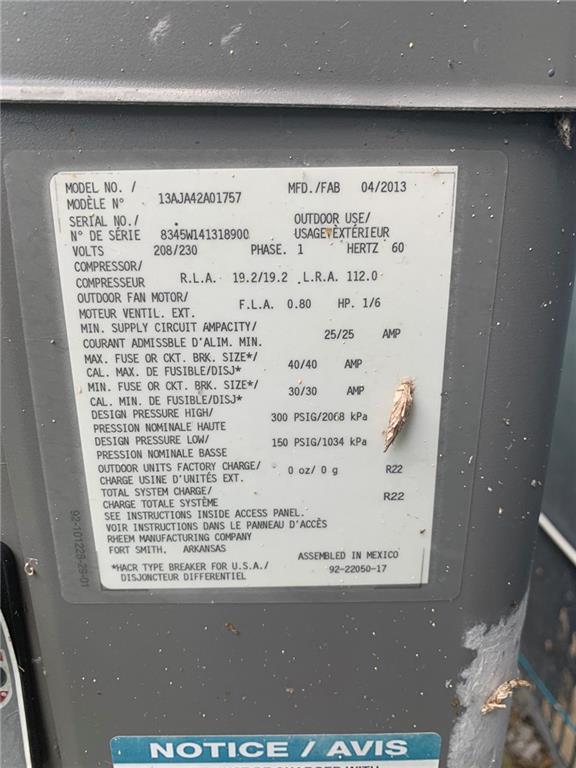 MODEL NO. / MFD./FAB 04/2013
MODÈLE N° 13AJA42A01757
SERIAL NO./ OUTDOOR USE/
N° DE SÉRIE 8345W141318900 USAGE EXTÉRIEUR
VOLTS 208/230 PHASE. 1 HERTZ 60
COMPRESSOR/
COMPRESSEUR R.L.A. 19.2/19.2 L.R.A. 112.0
OUTDOOR FAN MOTOR/
MOTEUR VENTIL. EXT. F.L.A. 0.80 HP. 1/6
MIN. SUPPLY CIRCUIT AMPACITY/
COURANT ADMISSBLE D'ALIM. MIN. 25/25 AMP
MAX. FUSE OR CKT. BRK. SIZE*/
CAL. MAX. DE FUSIBLE/DISJ* 40/40 AMP
MIN. FUSE OR CKT. BRK. SIZE*/
CAL. MIN. DE FUSIBLE/DISJ* 30/30 AMP
DESIGN PRESSURE HIGH/
PRESSION NOMINALE HAUTE 300 PSIG/2068 kPa
DESIGN PRESSURE LOW/
PRESSION NOMINALE BASSE 150 PSIG/1034 kPa
OUTDOOR UNITS FACTORY CHARGE/
CHARGE USINE D'UNITÉS EXT. 0 oz/ 0 g R22
TOTAL SYSTEM CHARGE/
CHARGE TOTALE SYSTÈME R22
SEE INSTRUCTIONS INSIDE ACCESS PANEL.
VOIR INSTRUCTIONS DANS LE PANNEAU D'ACCÈS
RHEEM MANUFACTURING COMPANY
FORT SMITH, ARKANSAS ASSEMBLED IN MEXICO
*HACR TYPE BREAKER FOR U.S.A./ 92-22050-17
DISJONCTEUR DIFFERENTIEL
92-101229-29-01
NOTICE / AVIS